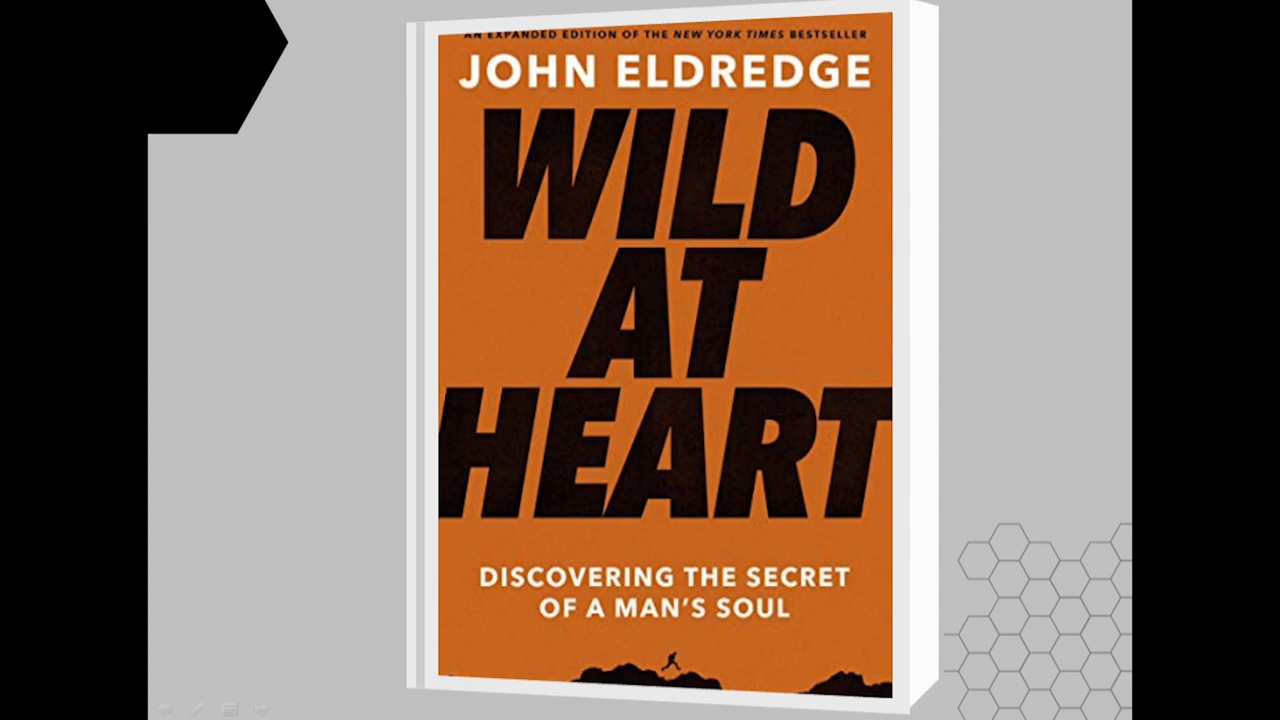 AN EXPANDED EDITION OF THE NEW YORK TIMES BESTSELLER
JOHN ELDREDGE
WILD
AT
HEART
DISCOVERING THE SECRET
OF A MAN'S SOUL